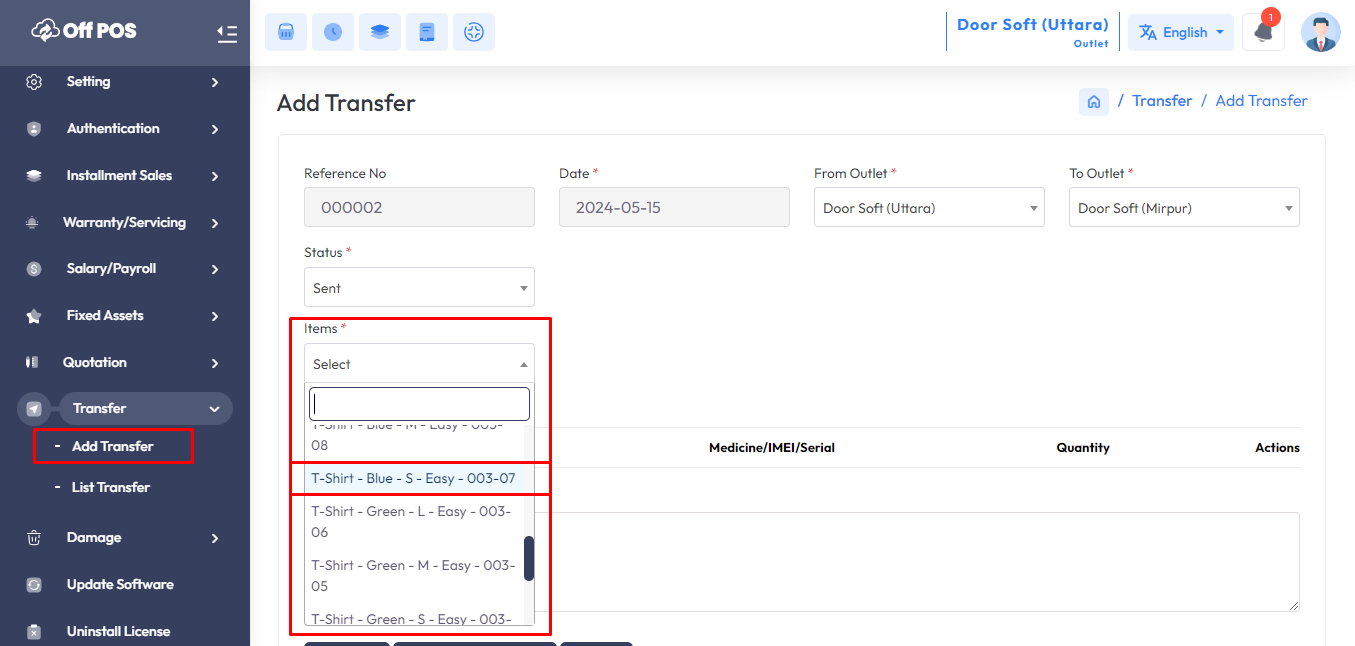 Off POS
Door Soft (Uttara)
Outlet
English
1
Setting
Authentication
Installment Sales
Warranty/Servicing
Salary/Payroll
Fixed Assets
Quotation
Transfer
- Add Transfer
- List Transfer
Damage
Update Software
Uninstall License
Add Transfer
/ Transfer / Add Transfer
Reference No
000002
Date *
2024-05-15
From Outlet *
Door Soft (Uttara)
To Outlet *
Door Soft (Mirpur)
Status *
Sent
Items *
Select
T-Shirt - Blue - M - Easy - 003-
08
T-Shirt - Blue - S - Easy - 003-07
T-Shirt - Green - L - Easy - 003-
06
T-Shirt - Green - M - Easy - 003-
05
T-Shirt - Green - S - Easy - 003-
Medicine/IMEI/Serial Quantity Actions